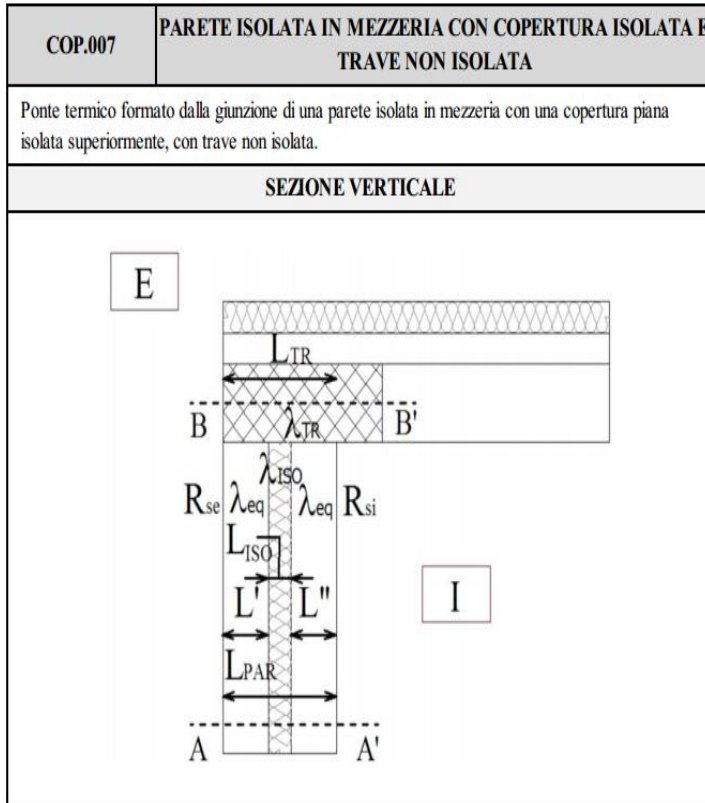 COP.007
PARETE ISOLATA IN MEZZERIA CON COPERTURA ISOLATA E
TRAVE NON ISOLATA
Ponte termico formato dalla giunzione di una parete isolata in mezzeria con una copertura piana
isolata superiormente, con trave non isolata.
SEZIONE VERTICALE
E
LTR
B B'
λTR
λISO
Rse λeq λeq Rsi
LISO
L' L"
I
LPAR
A A'